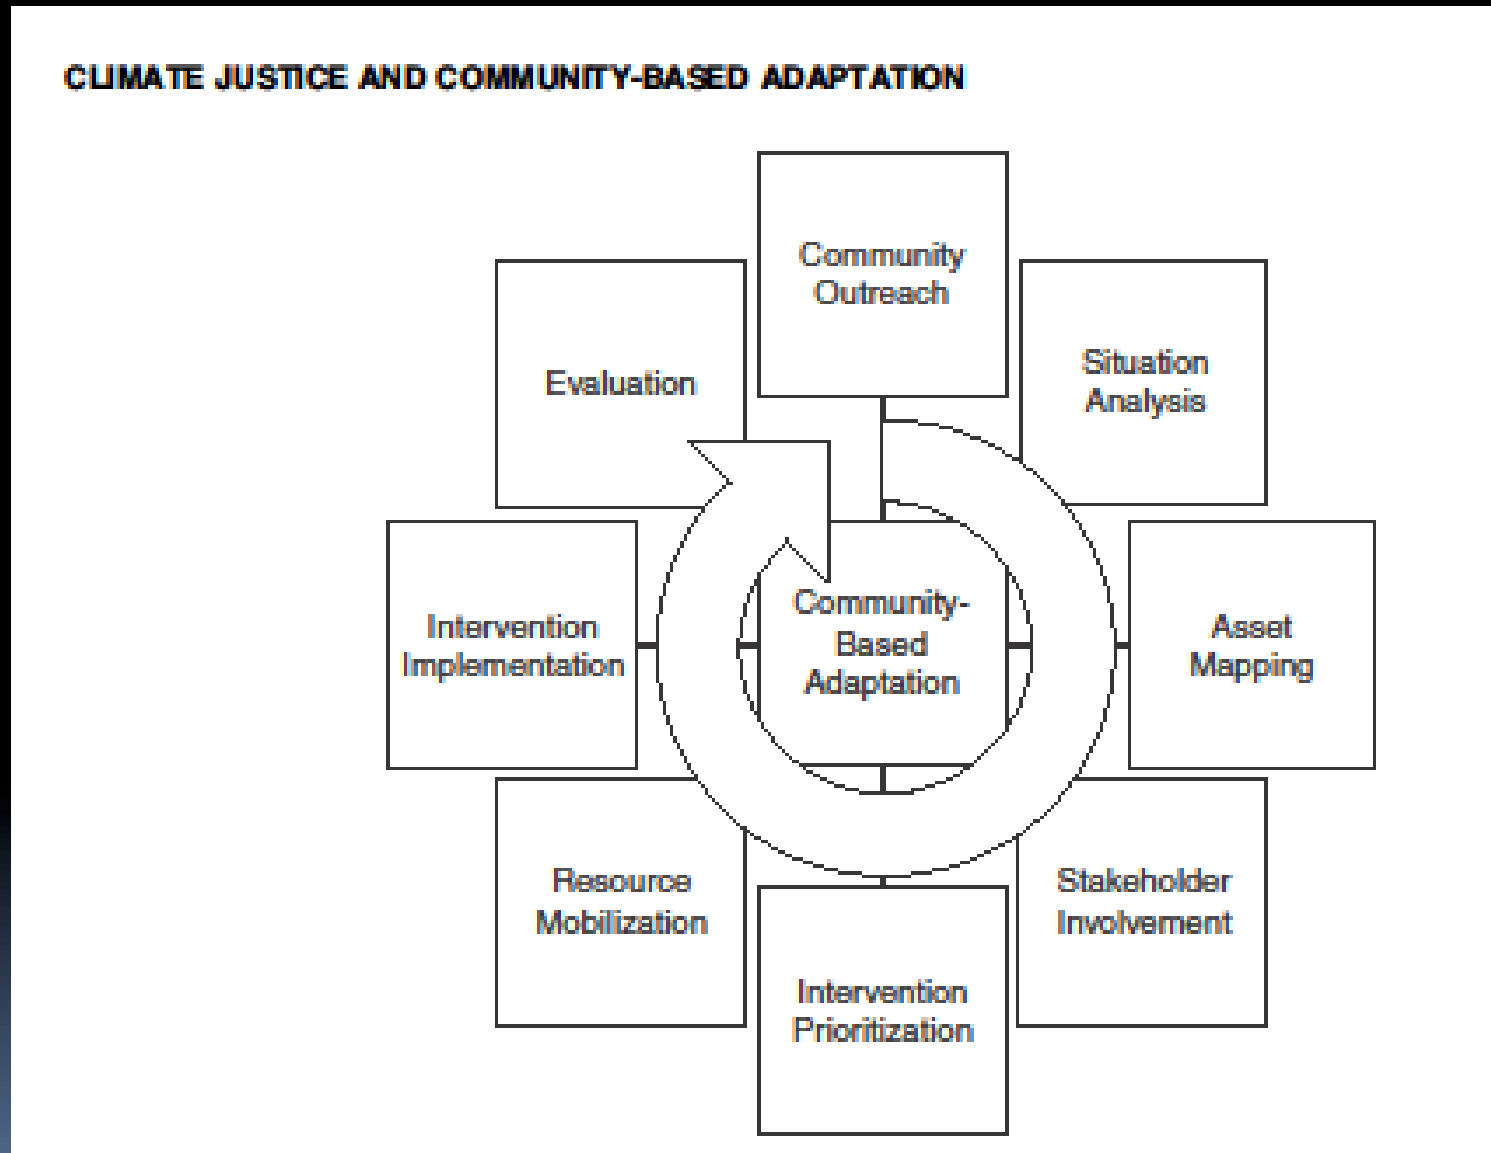 CLIMATE JUSTICE AND COMMUNITY-BASED ADAPTATION
Community
Outreach
Situation
Analysis
Asset
Mapping
Stakeholder
Involvement
Intervention
Prioritization
Resource
Mobilization
Intervention
Implementation
Evaluation
Community-
Based
Adaptation